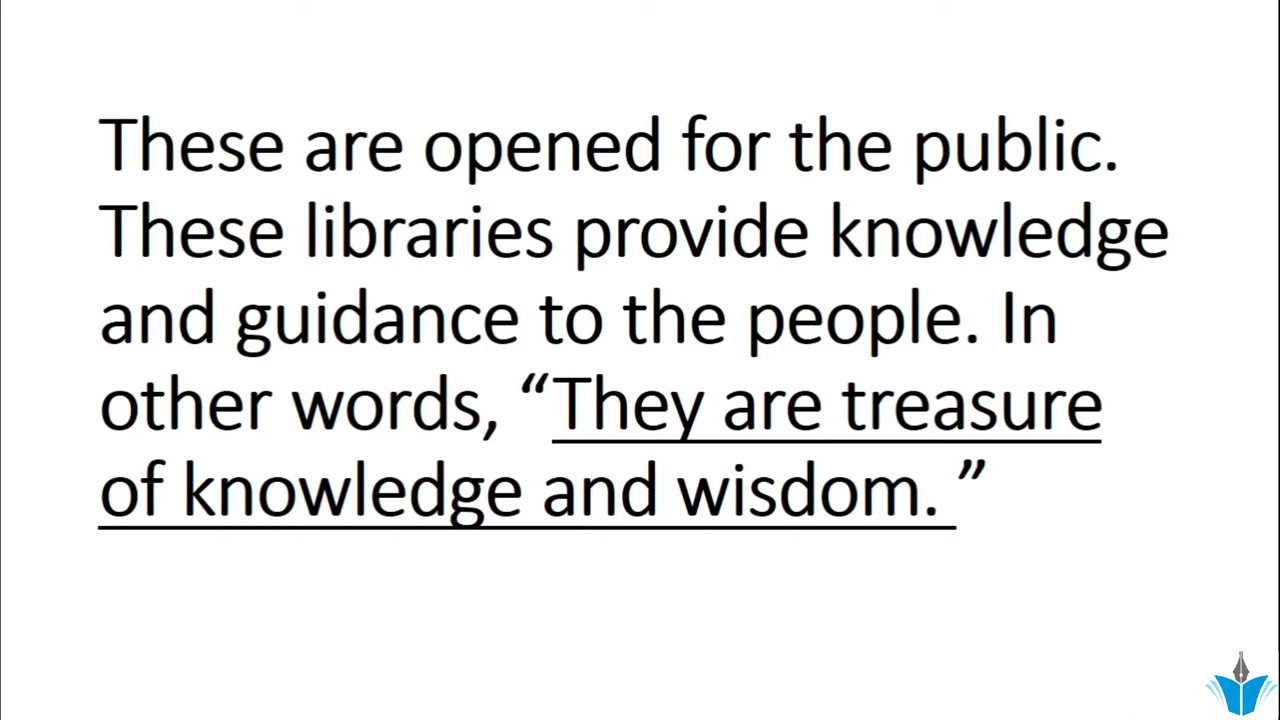 These are opened for the public.
These libraries provide knowledge
and guidance to the people. In
other words, “They are treasure
of knowledge and wisdom. ”